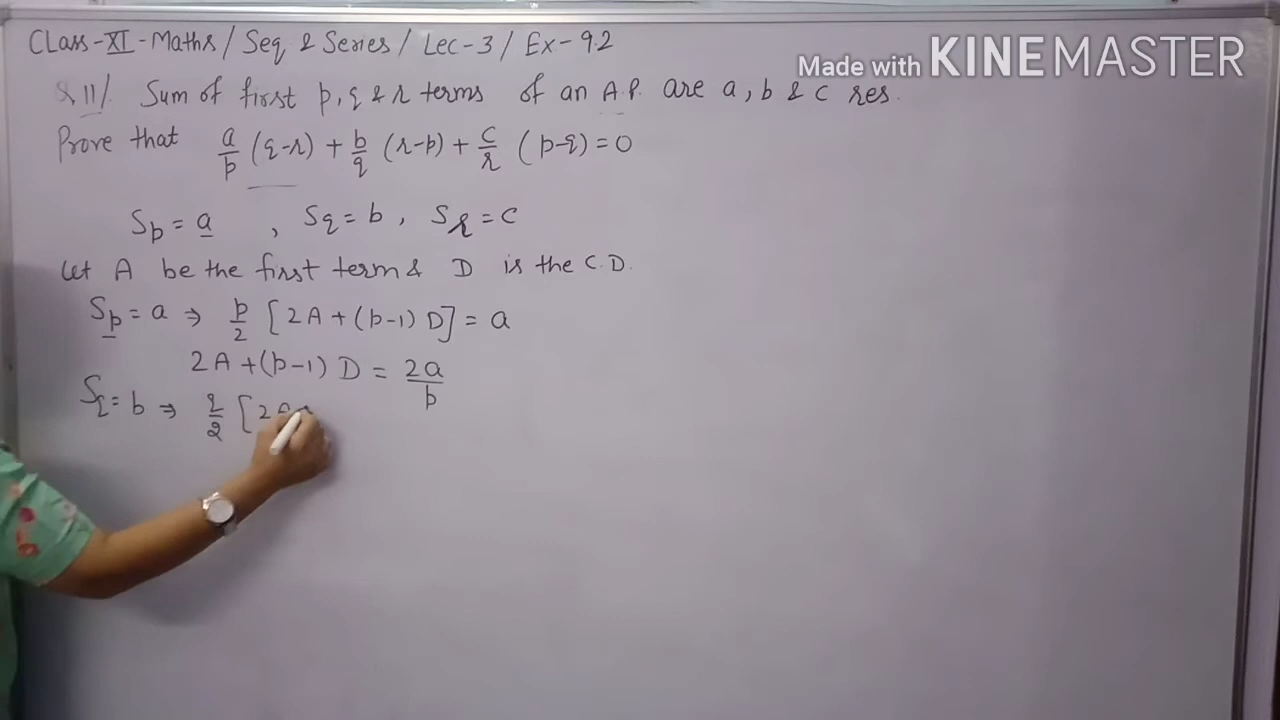 Class-XI-Maths/ Seq & Series / Lec-3 / Ex-9.2
Made with KINEMASTER
Q 11/. Sum of first p, q & r terms of an A.P. are a, b & c res.
Prove that a/p (q-r) + b/q (r-p) + c/r (p-q) = 0
Sp = a , Sq = b , Sr = c
Let A be the first term & D is the C.D.
Sp = a ⇒ p/2 [2A + (p-1) D] = a
2A + (p-1) D = 2a/p
Sq = b ⇒ q/2 [2A